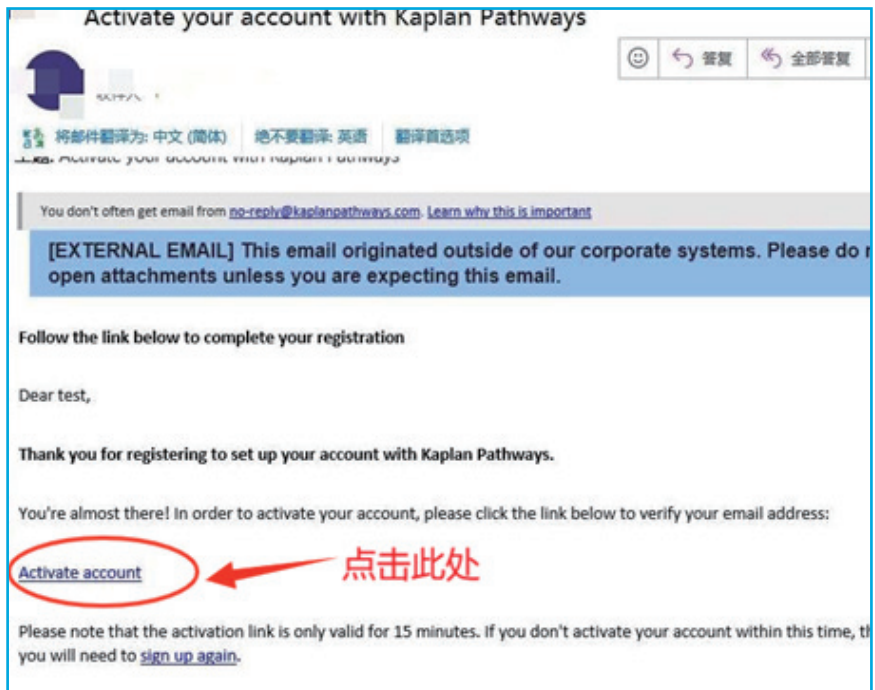 Activate your account with Kaplan Pathways
答复 全部答复
将邮件翻译为: 中文 (简体) 绝不要翻译: 英语 翻译首选项
Activate your account with Kaplan Pathways
You don't often get email from no-reply@kaplanpathways.com. Learn why this is important
[EXTERNAL EMAIL] This email originated outside of our corporate systems. Please do
open attachments unless you are expecting this email.
Follow the link below to complete your registration
Dear test,
Thank you for registering to set up your account with Kaplan Pathways.
You're almost there! In order to activate your account, please click the link below to verify your email address:
Activate account
点击此处
Please note that the activation link is only valid for 15 minutes. If you don't activate your account within this time,
you will need to sign up again.